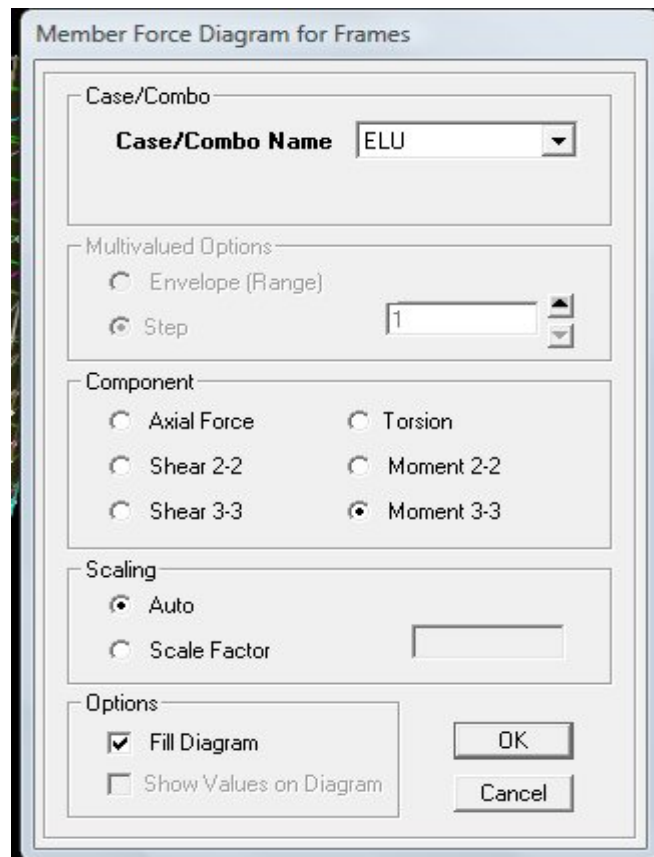 Member Force Diagram for Frames
Case/Combo
Case/Combo Name ELU
Multivalued Options
Envelope (Range)
Step 1
Component
Axial Force Torsion
Shear 2-2 Moment 2-2
Shear 3-3 Moment 3-3
Scaling
Auto
Scale Factor
Options
Fill Diagram OK
Show Values on Diagram Cancel